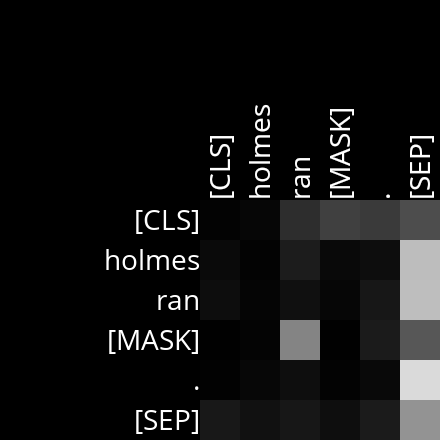 [CLS] holmes ran [MASK] . [SEP]
[CLS]
holmes
ran
[MASK]
.
[SEP]